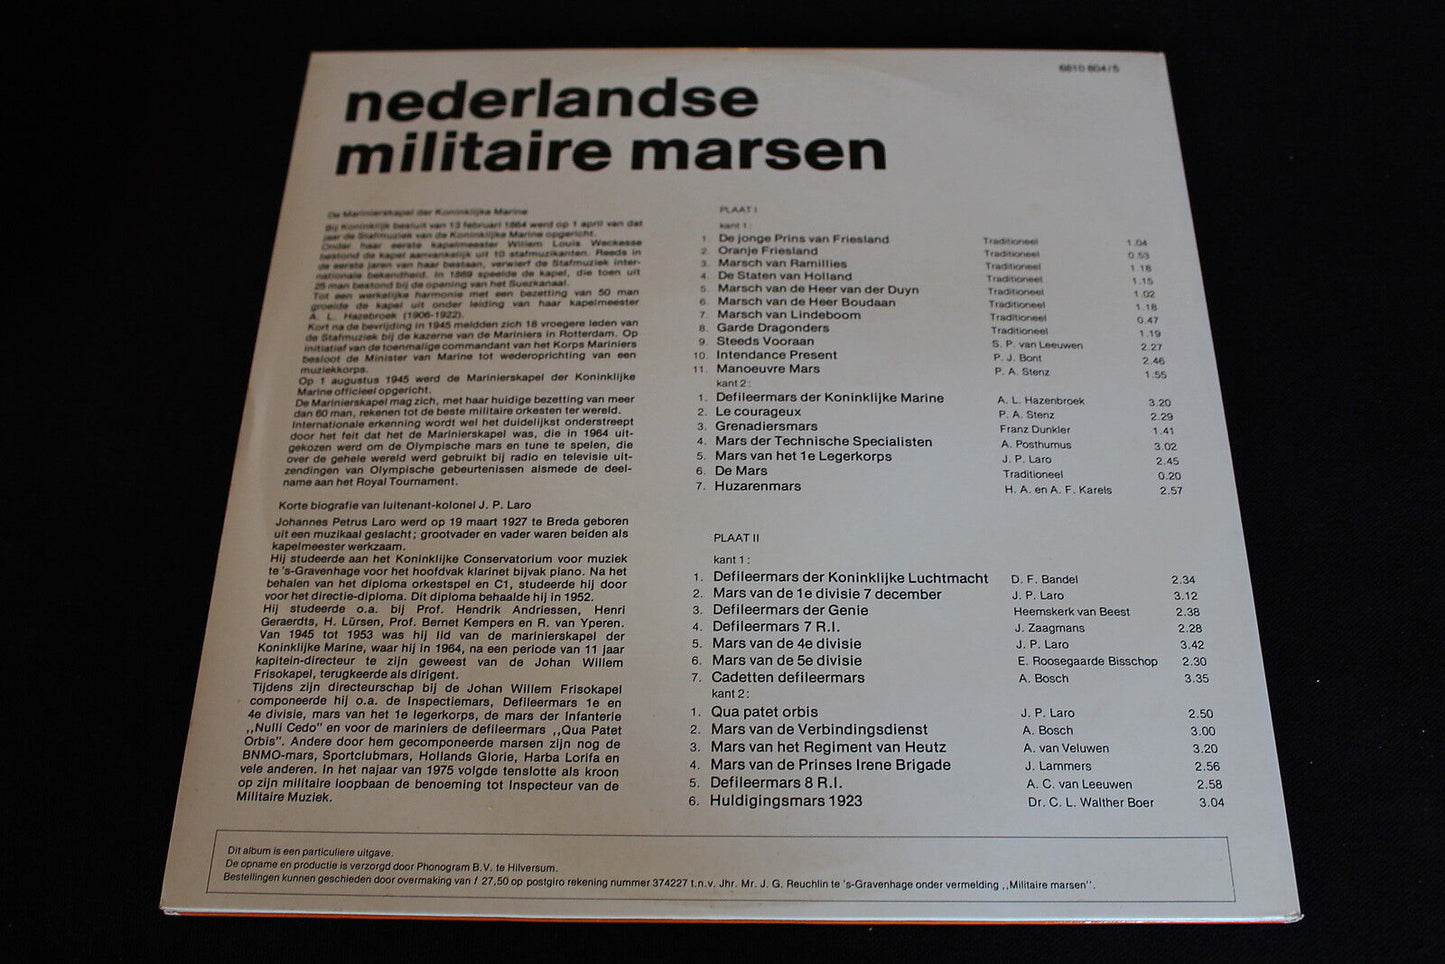 6810 804/5
nederlandse
militaire marsen
De Marinierskapel der Koninklijke Marine
Bij Koninklijk besluit van 13 februari 1864 werd op 1 april van dat
jaar de Stafmuziek van de Koninklijke Marine opgericht.
Onder haar eerste kapelmeester Willem Louis Weckesse
bestond de kapel aanvankelijk uit 10 stafmuzikanten. Reeds in
de eerste jaren van haar bestaan, verwierf de Stafmuziek inter-
nationale bekendheid. In 1869 speelde de kapel, die toen uit
25 man bestond bij de opening van het Suezkanaal.
Tot een werkelijke harmonie met een bezetting van 50 man
groeide de kapel uit onder leiding van haar kapelmeester
A. L. Hazebroek (1906-1922).
Kort na de bevrijding in 1945 meldden zich 18 vroegere leden van
de Stafmuziek bij de kazerne van de Mariniers in Rotterdam. Op
initiatief van de toenmalige commandant van het Korps Mariniers
besloot de Minister van Marine tot wederoprichting van een
muziekkorps.
Op 1 augustus 1945 werd de Marinierskapel der Koninklijke
Marine officieel opgericht.
De Marinierskapel mag zich, met haar huidige bezetting van meer
dan 60 man, rekenen tot de beste militaire orkesten ter wereld.
Internationale erkenning wordt wel het duidelijkst onderstreept
door het feit dat het de Marinierskapel was, die in 1964 uit-
gekozen werd om de Olympische mars en tune te spelen, die
over de gehele wereld werd gebruikt bij radio en televisie uit-
zendingen van Olympische gebeurtenissen alsmede de deel-
name aan het Royal Tournament.
Korte biografie van luitenant-kolonel J. P. Laro
Johannes Petrus Laro werd op 19 maart 1927 te Breda geboren
uit een muzikaal geslacht; grootvader en vader waren beiden als
kapelmeester werkzaam.
Hij studeerde aan het Koninklijke Conservatorium voor muziek
te 's-Gravenhage voor het hoofdvak klarinet bijvak piano. Na het
behalen van het diploma orkestspel en C1, studeerde hij door
voor het directie-diploma. Dit diploma behaalde hij in 1952.
Hij studeerde o.a. bij Prof. Hendrik Andriessen, Henri
Geraerdts, H. Lürsen, Prof. Bernet Kempers en R. van Yperen.
Van 1945 tot 1953 was hij lid van de marinierskapel der
Koninklijke Marine, waar hij in 1964, na een periode van 11 jaar
kapitein-directeur te zijn geweest van de Johan Willem
Frisokapel, terugkeerde als dirigent.
Tijdens zijn directeurschap bij de Johan Willem Frisokapel
componeerde hij o.a. de Inspectiemars, Defileermars 1e en
4e divisie, mars van het 1e legerkorps, de mars der Infanterie
,,Nulli Cedo" en voor de mariniers de defileermars ,,Qua Patet
Orbis". Andere door hem gecomponeerde marsen zijn nog de
BNMO-mars, Sportclubmars, Hollands Glorie, Harba Lorifa en
vele anderen. In het najaar van 1975 volgde tenslotte als kroon
op zijn militaire loopbaan de benoeming tot Inspecteur van de
Militaire Muziek.
PLAAT I
kant 1:
1. De jonge Prins van Friesland Traditioneel 1.04
2. Oranje Friesland Traditioneel 0.53
3. Marsch van Ramillies Traditioneel 1.18
4. De Staten van Holland Traditioneel 1.15
5. Marsch van de Heer van der Duyn Traditioneel 1.02
6. Marsch van de Heer Boudaan Traditioneel 1.18
7. Marsch van Lindeboom Traditioneel 0.47
8. Garde Dragonders Traditioneel 1.19
9. Steeds Vooraan S. P. van Leeuwen 2.27
10. Intendance Present P. J. Bont 2.46
11. Manoeuvre Mars P. A. Stenz 1.55
kant 2:
1. Defileermars der Koninklijke Marine A. L. Hazenbroek 3.20
2. Le courageux P. A. Stenz 2.29
3. Grenadiersmars Franz Dunkler 1.41
4. Mars der Technische Specialisten A. Posthumus 3.02
5. Mars van het 1e Legerkorps J. P. Laro 2.45
6. De Mars Traditioneel 0.20
7. Huzarenmars H. A. en A. F. Karels 2.57
PLAAT II
kant 1:
1. Defileermars der Koninklijke Luchtmacht D. F. Bandel 2.34
2. Mars van de 1e divisie 7 december J. P. Laro 3.12
3. Defileermars der Genie Heemskerk van Beest 2.38
4. Defileermars 7 R.I. J. Zaagmans 2.28
5. Mars van de 4e divisie J. P. Laro 3.42
6. Mars van de 5e divisie E. Roosegaarde Bisschop 2.30
7. Cadetten defileermars A. Bosch 3.35
kant 2:
1. Qua patet orbis J. P. Laro 2.50
2. Mars van de Verbindingsdienst A. Bosch 3.00
3. Mars van het Regiment van Heutz A. van Veluwen 3.20
4. Mars van de Prinses Irene Brigade J. Lammers 2.56
5. Defileermars 8 R.I. A. C. van Leeuwen 2.58
6. Huldigingsmars 1923 Dr. C. L. Walther Boer 3.04
Dit album is een particuliere uitgave.
De opname en productie is verzorgd door Phonogram B.V. te Hilversum.
Bestellingen kunnen geschieden door overmaking van f 27,50 op postgiro rekening nummer 374227 t.n.v. Jhr. Mr. J. G. Reuchlin te 's-Gravenhage onder vermelding ,,Militaire marsen".